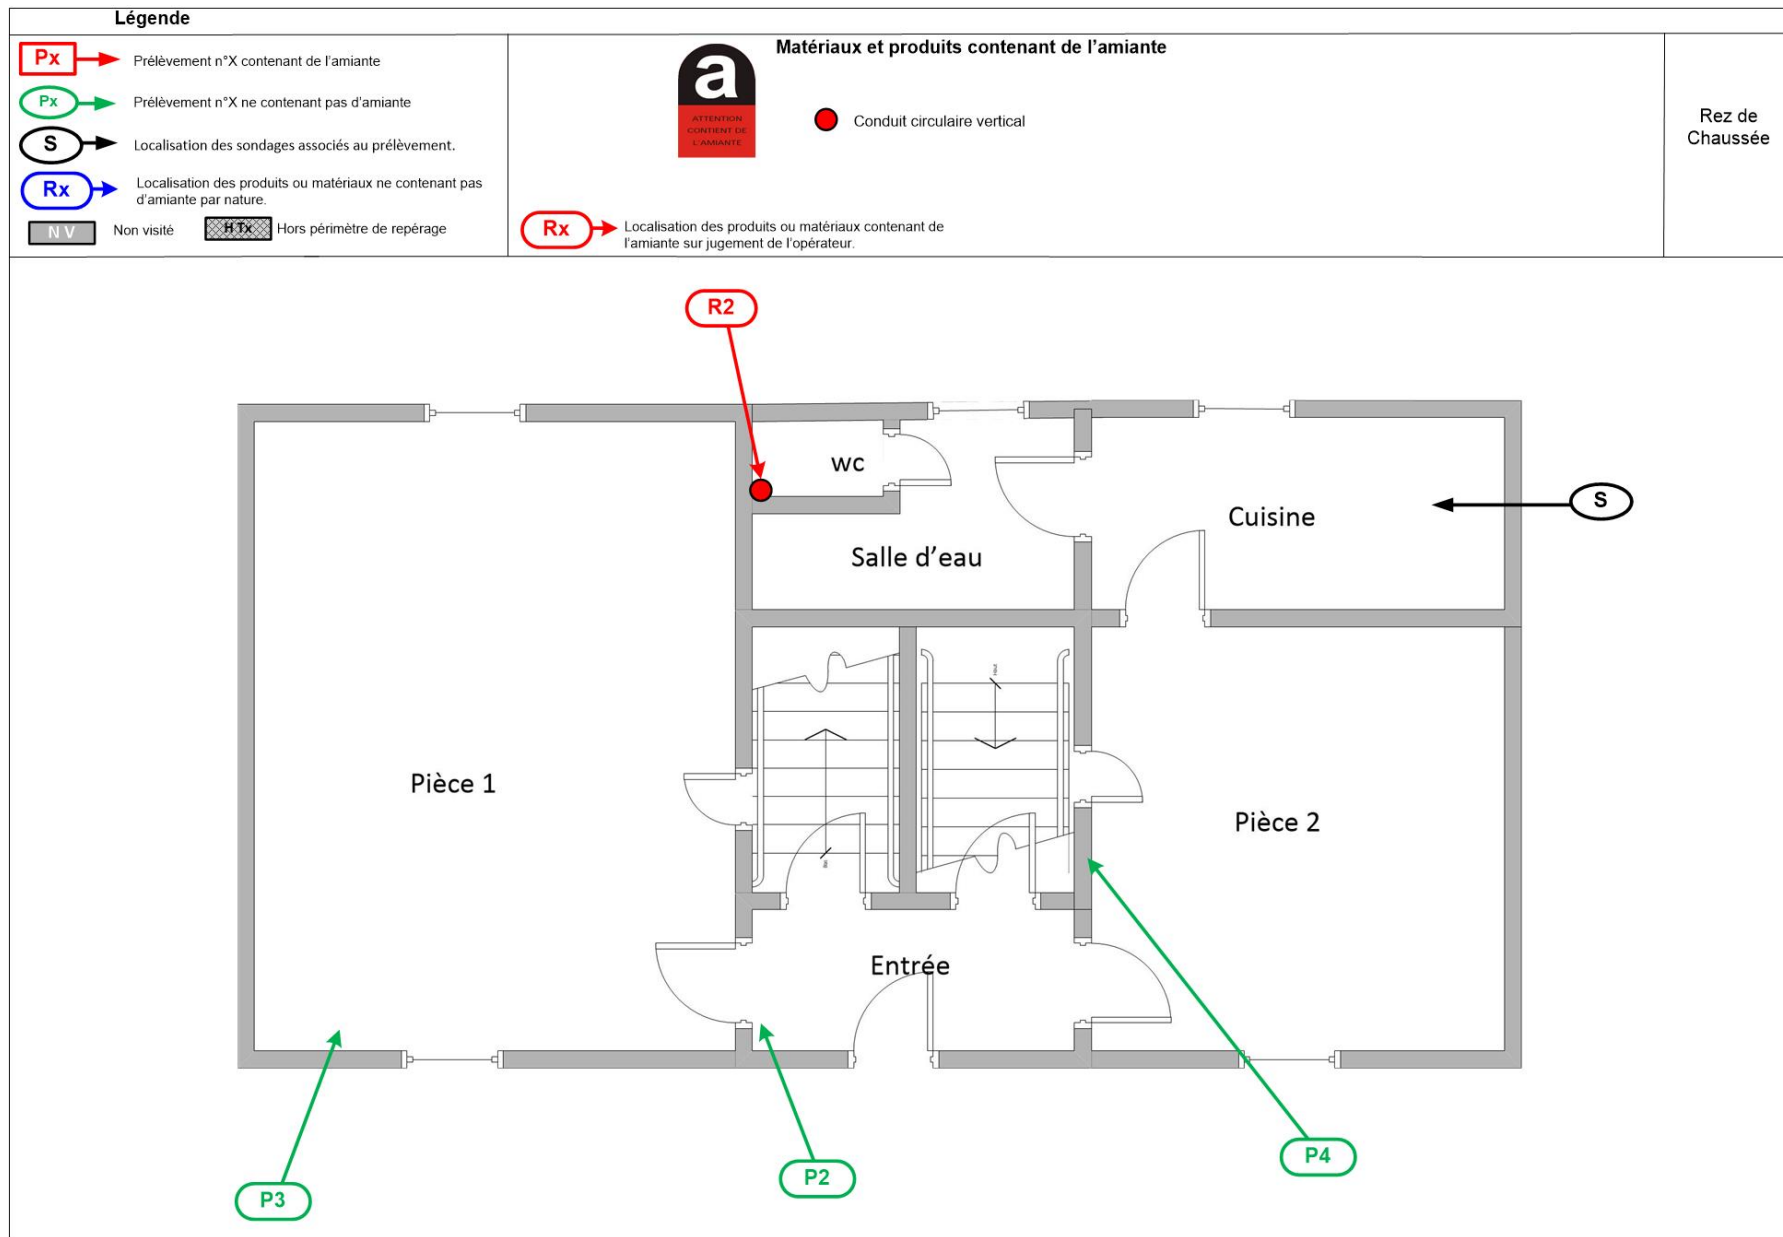 Légende
Px
Prélèvement n°X contenant de l'amiante
Px
Prélèvement n°X ne contenant pas d'amiante
S
Localisation des sondages associés au prélèvement.
Rx
Localisation des produits ou matériaux ne contenant pas
d'amiante par nature.
N V
Non visité
H Tx
Hors périmètre de repérage
Matériaux et produits contenant de l'amiante
a
ATTENTION
CONTIENT DE
L'AMIANTE
Conduit circulaire vertical
Rx
Localisation des produits ou matériaux contenant de
l'amiante sur jugement de l'opérateur.
Rez de
Chaussée
R2
wc
Cuisine
S
Salle d'eau
Haut
Pièce 1
Pièce 2
Bas
Entrée
P4
P2
P3